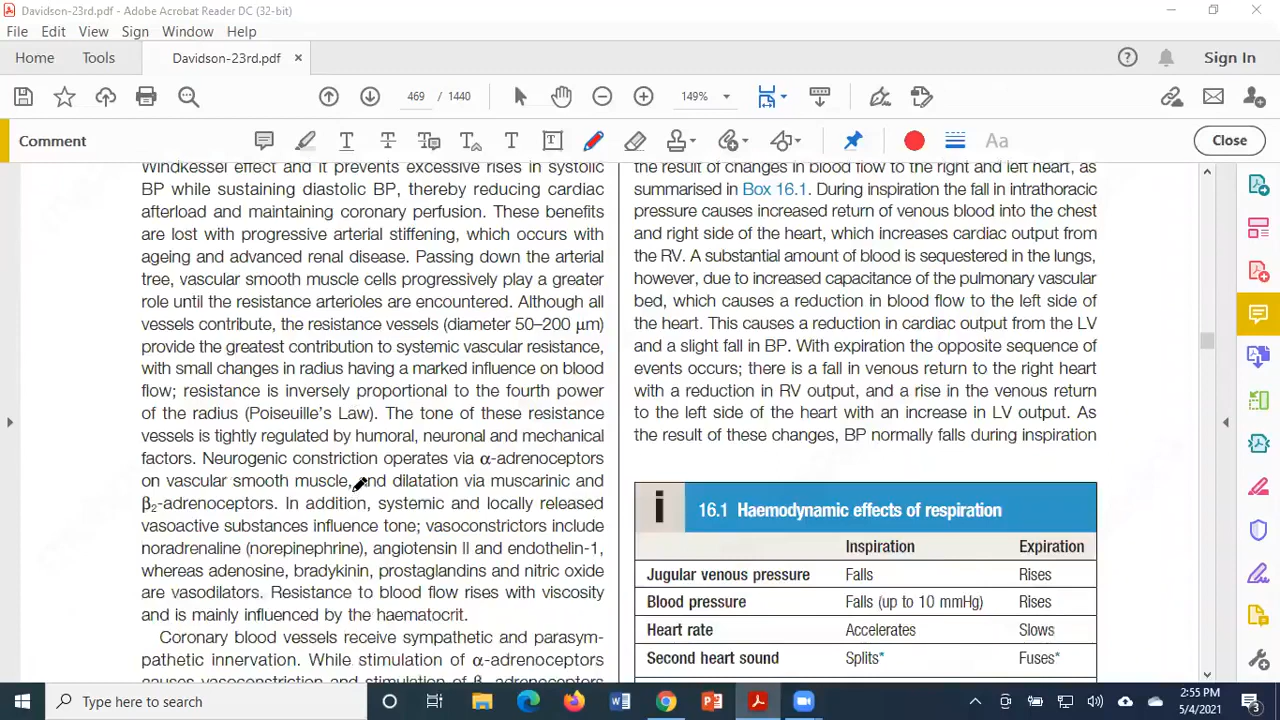 Davidson-23rd.pdf - Adobe Acrobat Reader DC (32-bit)
File Edit View Sign Window Help
Home Tools Davidson-23rd.pdf × Sign In
469 / 1440 149%
Comment Aa Close
Windkessel effect and it prevents excessive rises in systolic
BP while sustaining diastolic BP, thereby reducing cardiac
afterload and maintaining coronary perfusion. These benefits
are lost with progressive arterial stiffening, which occurs with
ageing and advanced renal disease. Passing down the arterial
tree, vascular smooth muscle cells progressively play a greater
role until the resistance arterioles are encountered. Although all
vessels contribute, the resistance vessels (diameter 50–200 μm)
provide the greatest contribution to systemic vascular resistance,
with small changes in radius having a marked influence on blood
flow; resistance is inversely proportional to the fourth power
of the radius (Poiseuille's Law). The tone of these resistance
vessels is tightly regulated by humoral, neuronal and mechanical
factors. Neurogenic constriction operates via α-adrenoceptors
on vascular smooth muscle, and dilatation via muscarinic and
β2-adrenoceptors. In addition, systemic and locally released
vasoactive substances influence tone; vasoconstrictors include
noradrenaline (norepinephrine), angiotensin II and endothelin-1,
whereas adenosine, bradykinin, prostaglandins and nitric oxide
are vasodilators. Resistance to blood flow rises with viscosity
and is mainly influenced by the haematocrit.
Coronary blood vessels receive sympathetic and parasym-
pathetic innervation. While stimulation of α-adrenoceptors
causes vasoconstriction and stimulation of β2-adrenoceptors
the result of changes in blood flow to the right and left heart, as
summarised in Box 16.1. During inspiration the fall in intrathoracic
pressure causes increased return of venous blood into the chest
and right side of the heart, which increases cardiac output from
the RV. A substantial amount of blood is sequestered in the lungs,
however, due to increased capacitance of the pulmonary vascular
bed, which causes a reduction in blood flow to the left side of
the heart. This causes a reduction in cardiac output from the LV
and a slight fall in BP. With expiration the opposite sequence of
events occurs; there is a fall in venous return to the right heart
with a reduction in RV output, and a rise in the venous return
to the left side of the heart with an increase in LV output. As
the result of these changes, BP normally falls during inspiration
i 16.1 Haemodynamic effects of respiration
Inspiration Expiration
Jugular venous pressure Falls Rises
Blood pressure Falls (up to 10 mmHg) Rises
Heart rate Accelerates Slows
Second heart sound Splits* Fuses*
Type here to search
2:55 PM
5/4/2021
3